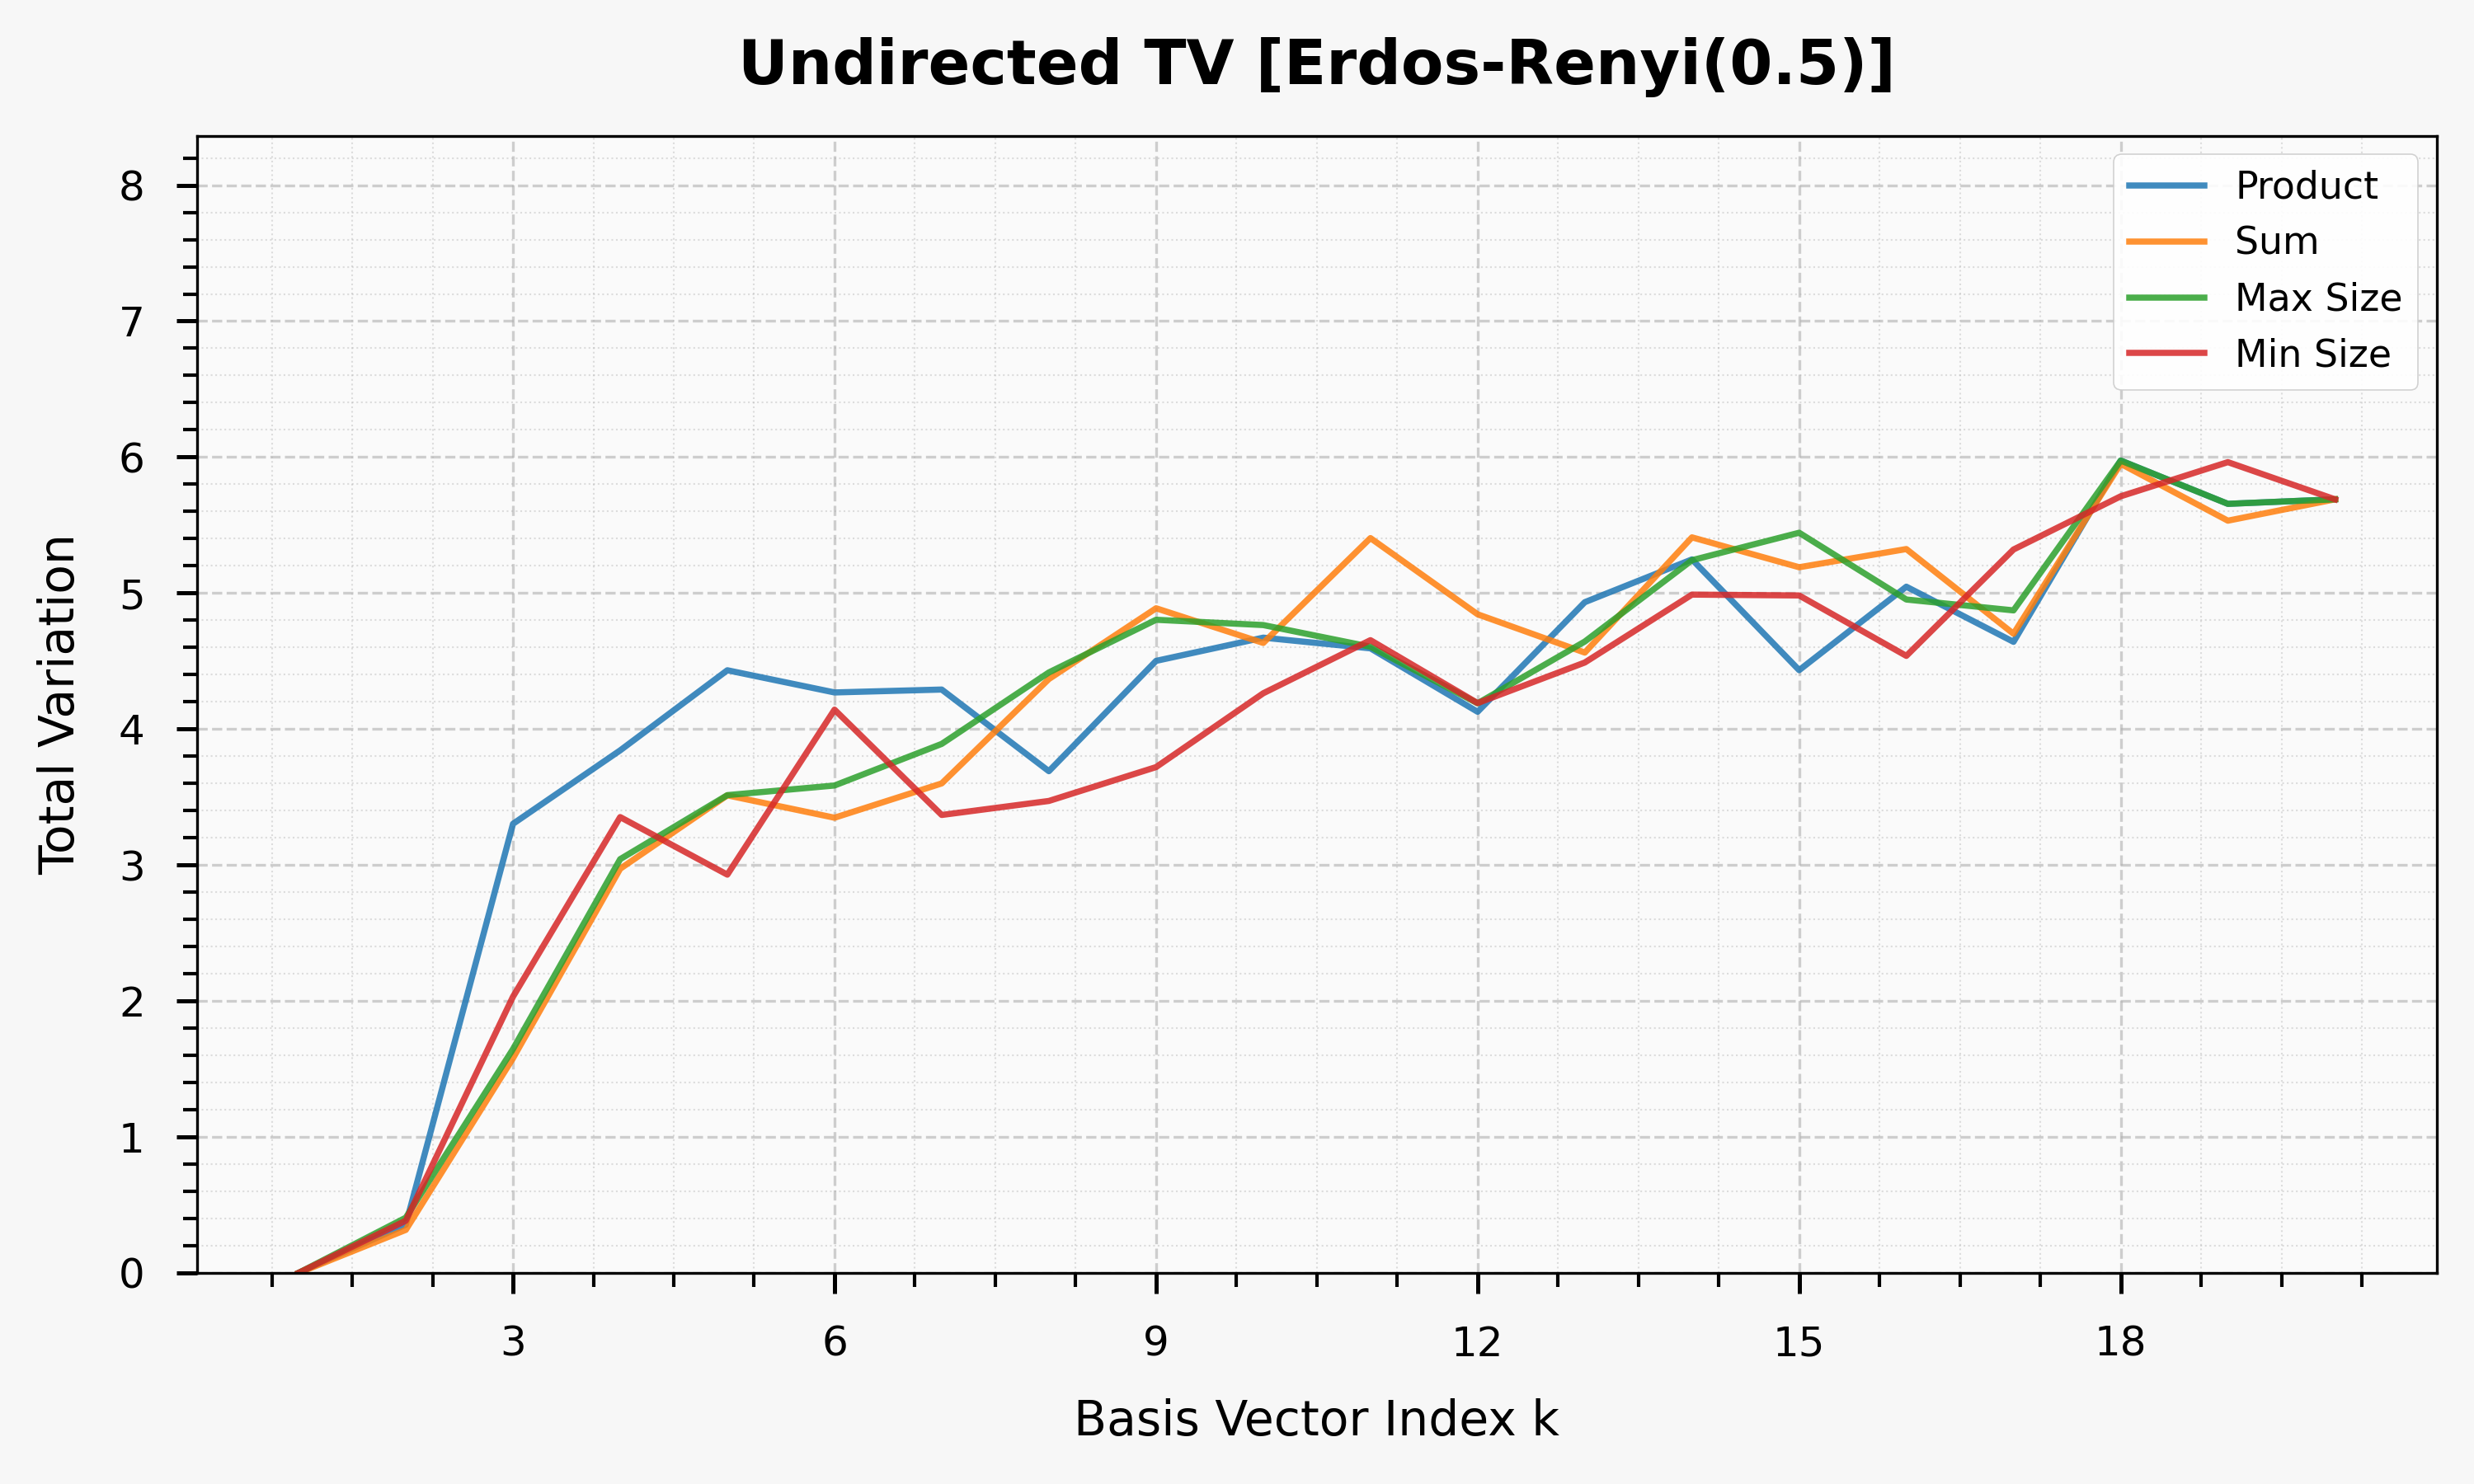 Undirected TV [Erdos-Renyi(0.5)]
Product
Sum
Max Size
Min Size
Total Variation
8
7
6
5
4
3
2
1
0
3 6 9 12 15 18
Basis Vector Index k